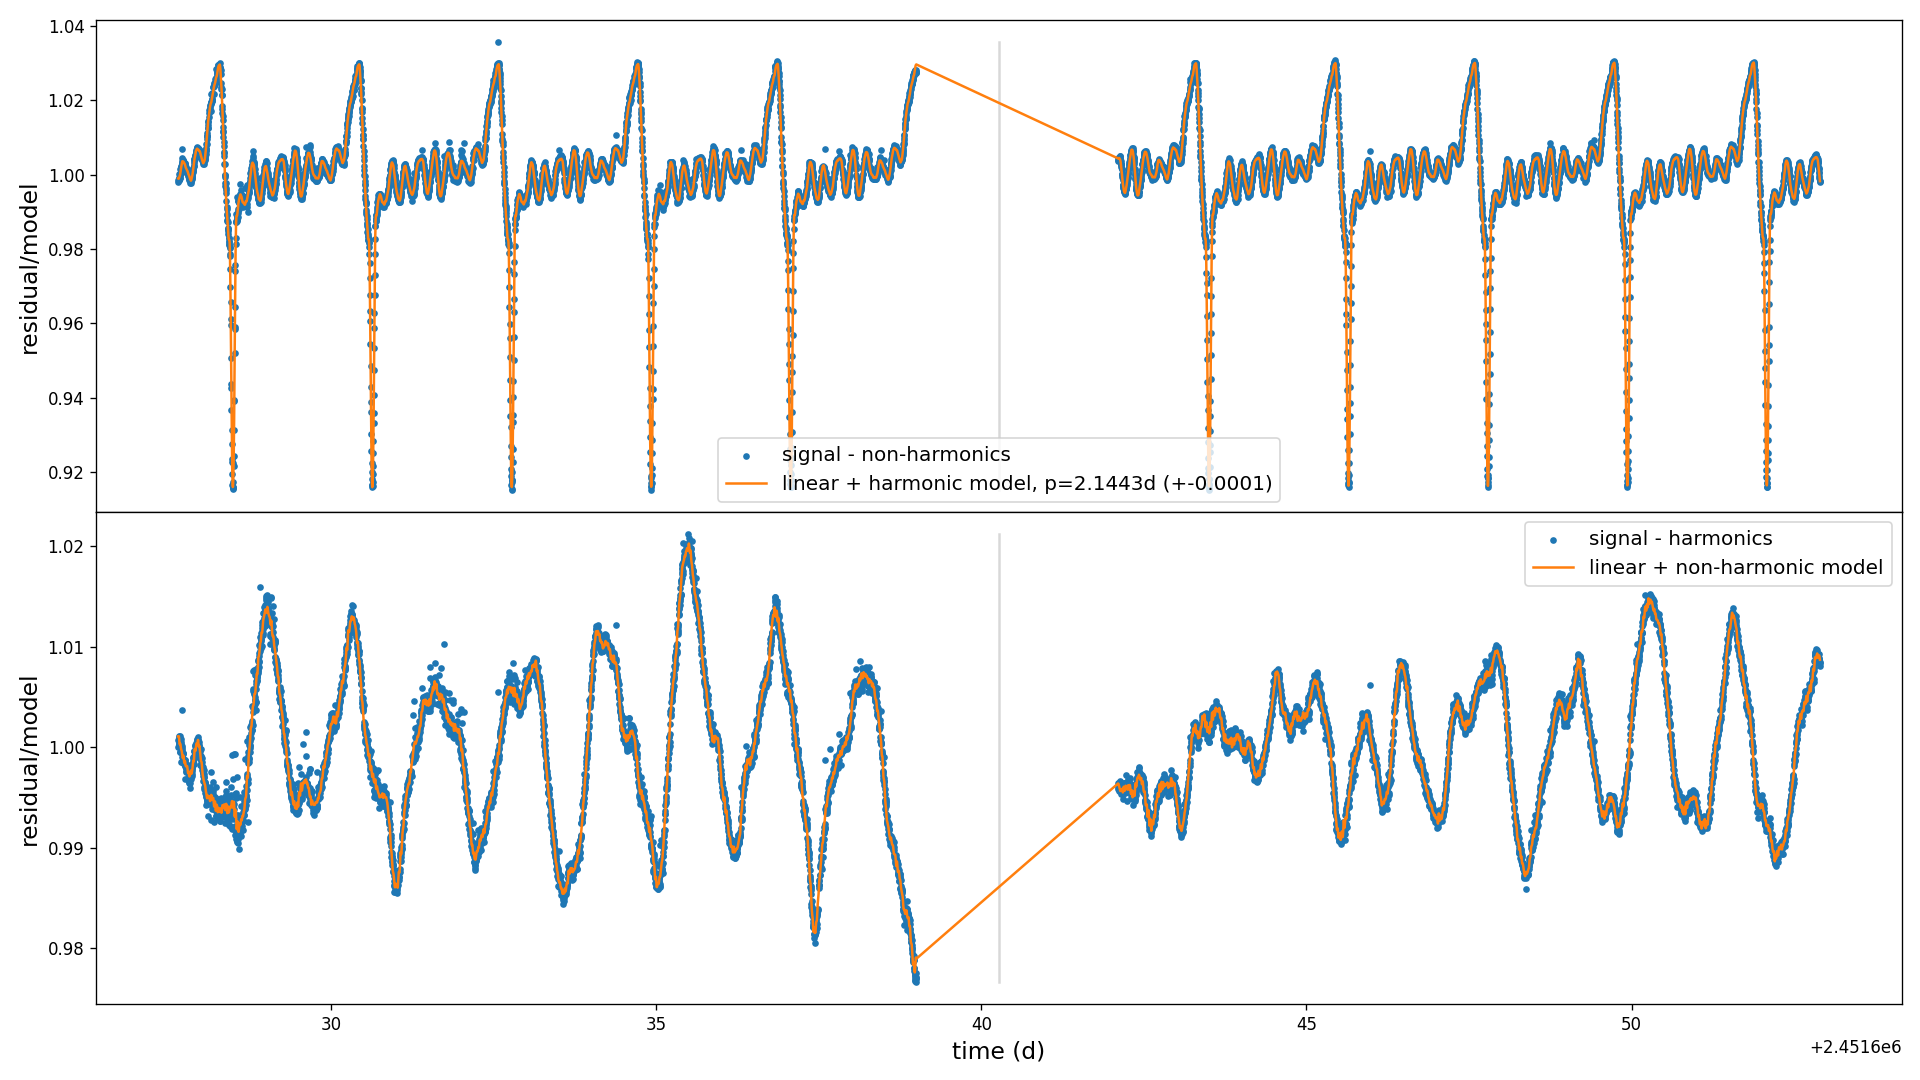 1.04
1.02
1.00
0.98
0.96
0.94
0.92
residual/model
signal - non-harmonics
linear + harmonic model, p=2.1443d (+-0.0001)
1.02
1.01
1.00
0.99
0.98
residual/model
signal - harmonics
linear + non-harmonic model
30
35
40
45
50
time (d)
+2.4516e6